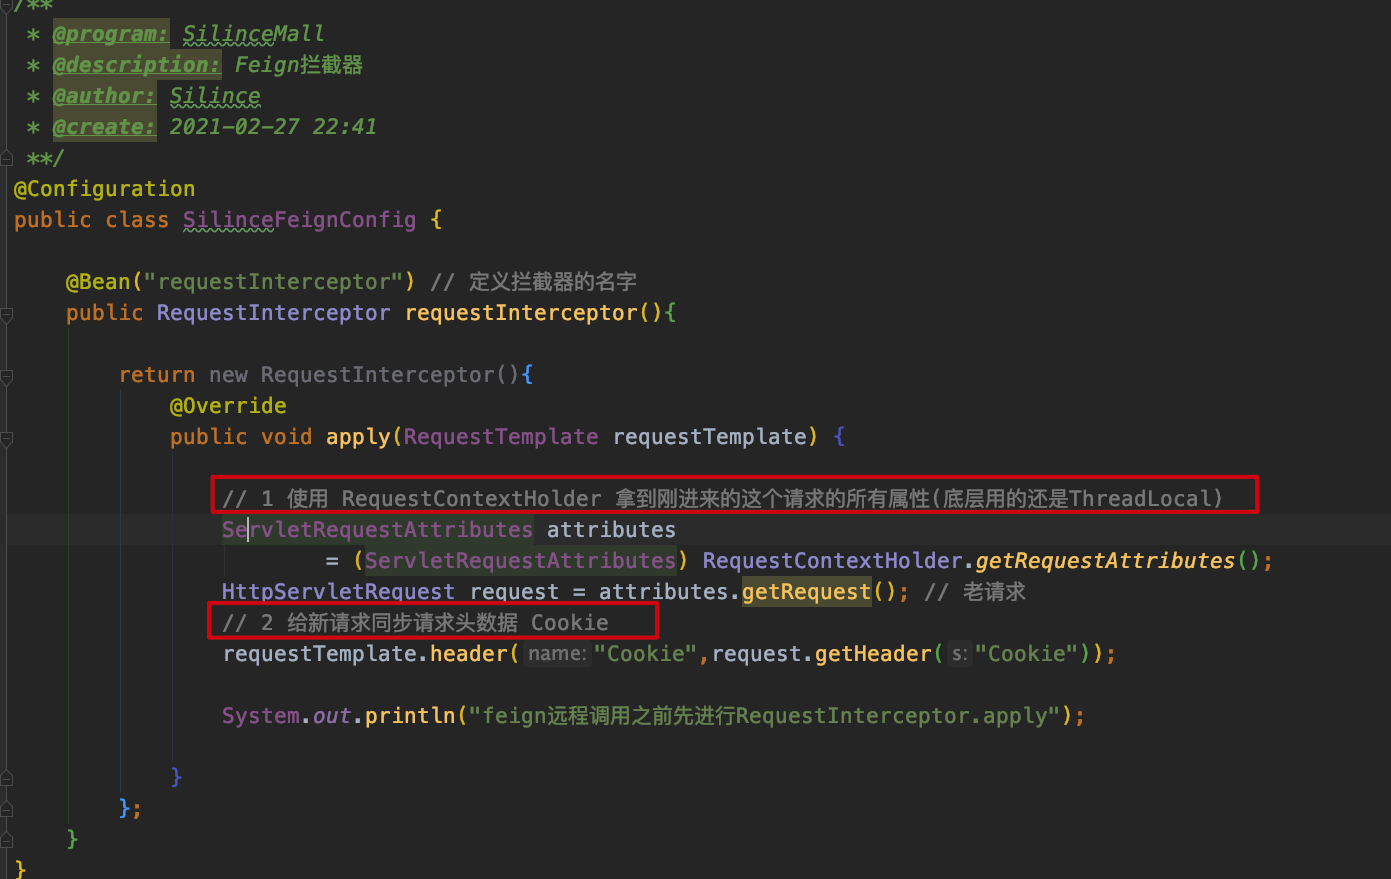 /**
* @program: SilinceMall
* @description: Feign拦截器
* @author: Silince
* @create: 2021-02-27 22:41
**/
@Configuration
public class SilinceFeignConfig {
@Bean("requestInterceptor") // 定义拦截器的名字
public RequestInterceptor requestInterceptor(){
return new RequestInterceptor(){
@Override
public void apply(RequestTemplate requestTemplate) {
// 1 使用 RequestContextHolder 拿到刚进来的这个请求的所有属性(底层用的还是ThreadLocal)
ServletRequestAttributes attributes
= (ServletRequestAttributes) RequestContextHolder.getRequestAttributes();
HttpServletRequest request = attributes.getRequest(); // 老请求
// 2 给新请求同步请求头数据 Cookie
requestTemplate.header( name: "Cookie",request.getHeader( s: "Cookie"));
System.out.println("feign远程调用之前先进行RequestInterceptor.apply");
}
};
}
}